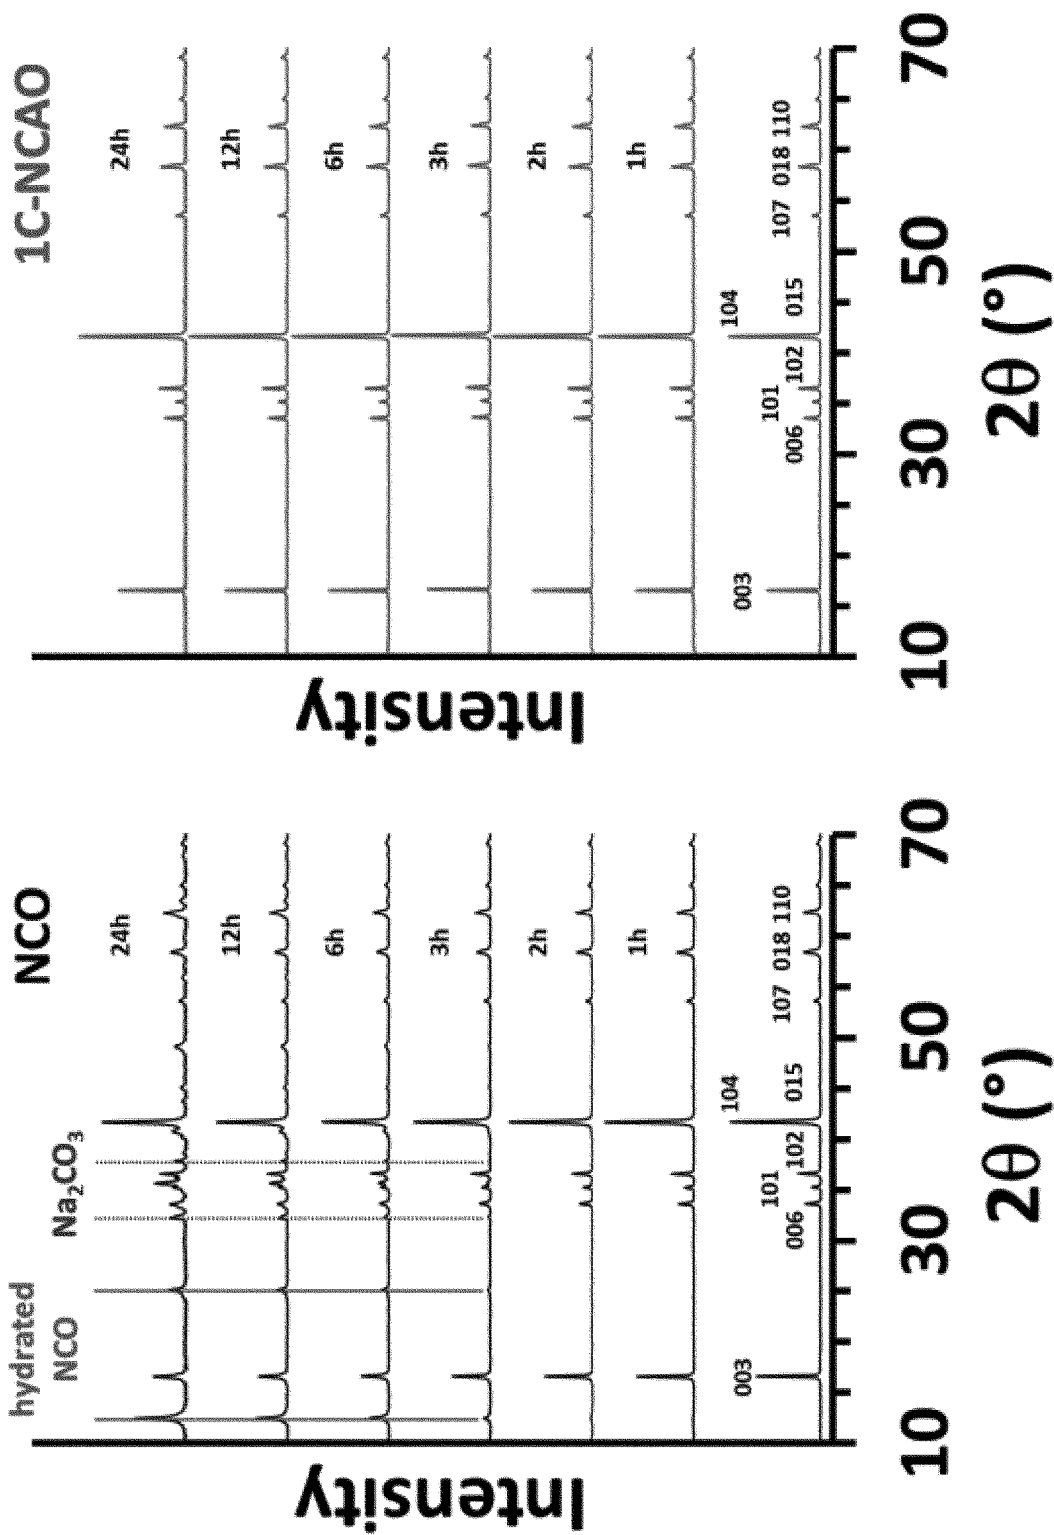 NCO
hydrated
NCO
Na2CO3
24h
12h
6h
3h
2h
1h
003
006
101
102
104
015
107
018
110
Intensity
10
30
50
70
2θ (°)
1C-NCAO
24h
12h
6h
3h
2h
1h
003
006
101
102
104
015
107
018
110
Intensity
10
30
50
70
2θ (°)